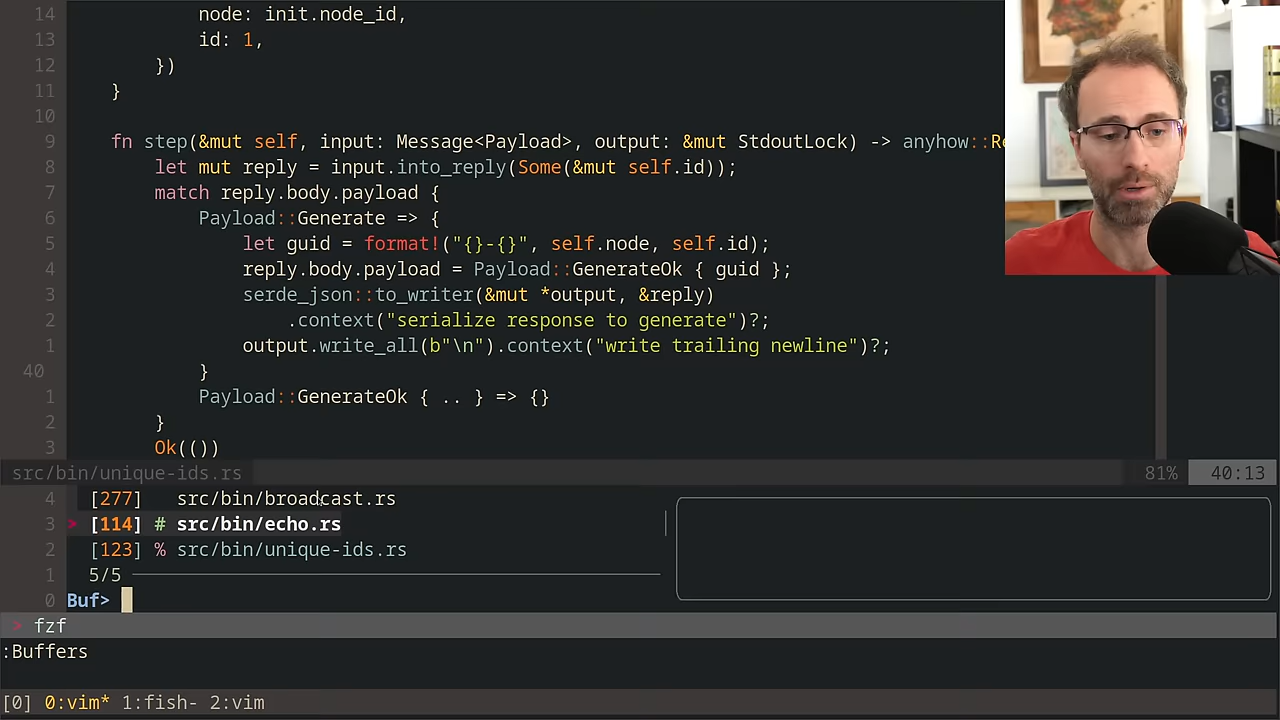 14            node: init.node_id,
13            id: 1,
12        })
11    }
10
9    fn step(&mut self, input: Message<Payload>, output: &mut StdoutLock) -> anyhow::Re
8        let mut reply = input.into_reply(Some(&mut self.id));
7        match reply.body.payload {
6            Payload::Generate => {
5                let guid = format!("{}-{}", self.node, self.id);
4                reply.body.payload = Payload::GenerateOk { guid };
3                serde_json::to_writer(&mut *output, &reply)
2                    .context("serialize response to generate")?;
1                output.write_all(b"\n").context("write trailing newline")?;
40            }
1            Payload::GenerateOk { .. } => {}
2        }
3        Ok(())
src/bin/unique-ids.rs 81% 40:13
4 [277]   src/bin/broadcast.rs
3 > [114] # src/bin/echo.rs
2 [123] % src/bin/unique-ids.rs
1 5/5
0 Buf>
> fzf
:Buffers
[0] 0:vim* 1:fish- 2:vim